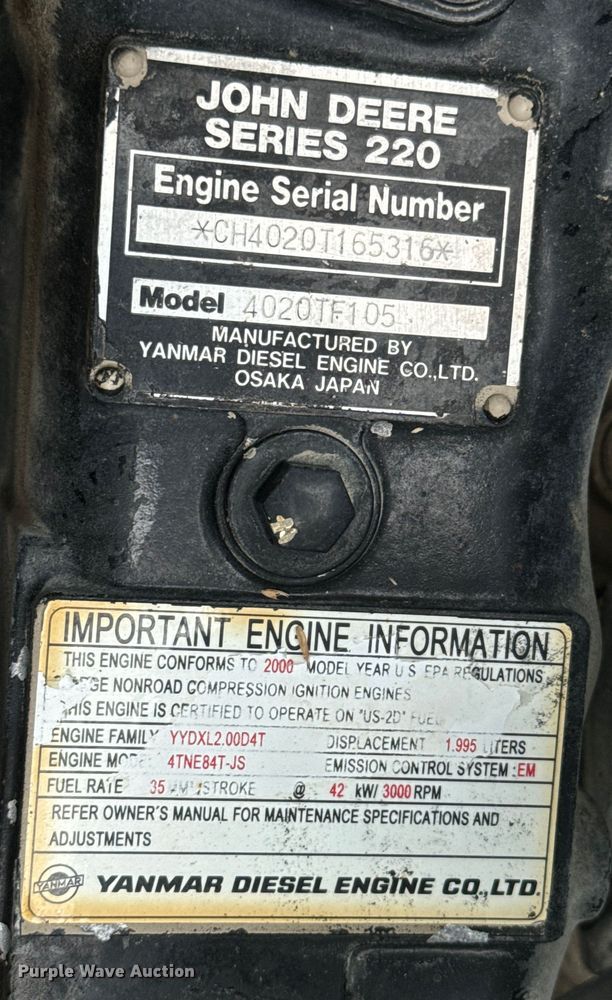 JOHN DEERE
SERIES 220
Engine Serial Number
*CH4020T165316*
Model 4020TF105
MANUFACTURED BY
YANMAR DIESEL ENGINE CO.,LTD.
OSAKA JAPAN
IMPORTANT ENGINE INFORMATION
THIS ENGINE CONFORMS TO 2000 MODEL YEAR U.S. EPA REGULATIONS
NONROAD COMPRESSION IGNITION ENGINES
THIS ENGINE IS CERTIFIED TO OPERATE ON "US-2D" FUEL
ENGINE FAMILY YYDXL2.00D4T DISPLACEMENT 1.995 LITERS
ENGINE MODEL 4TNE84T-JS EMISSION CONTROL SYSTEM :EM
FUEL RATE 35 /STROKE @ 42 kW/ 3000 RPM
REFER OWNER'S MANUAL FOR MAINTENANCE SPECIFICATIONS AND
ADJUSTMENTS
YANMAR YANMAR DIESEL ENGINE CO.,LTD.
Purple Wave Auction